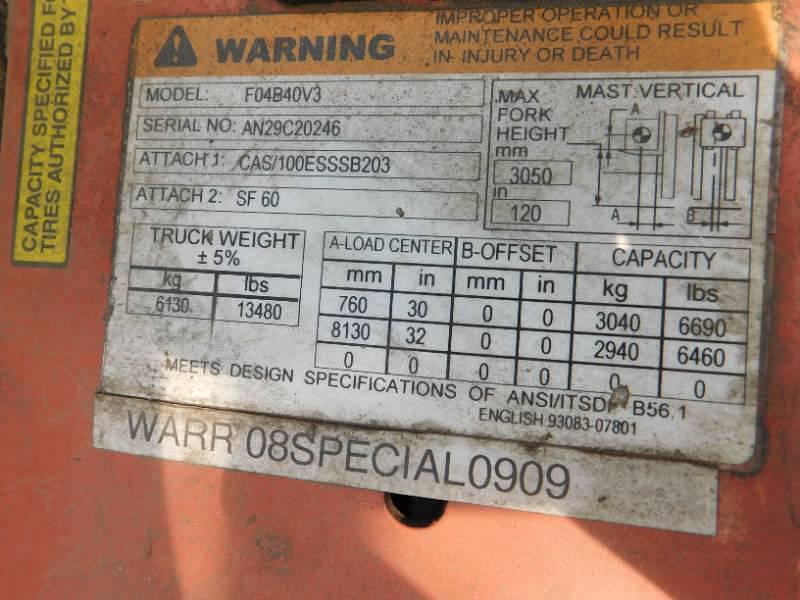 CAPACITY SPECIFIED
TIRES AUTHORIZED BY
WARNING
IMPROPER OPERATION OR
MAINTENANCE COULD RESULT
IN INJURY OR DEATH
MODEL: F04B40V3
SERIAL NO: AN29C20246
ATTACH 1: CAS/100ESSSB203
ATTACH 2: SF 60
MAX
FORK
HEIGHT
mm
3050
in
120
MAST: VERTICAL
A
A B
TRUCK WEIGHT
± 5%
kg lbs
6130 13480
A-LOAD CENTER B-OFFSET CAPACITY
mm in mm in kg lbs
760 30 0 0 3040 6690
8130 32 0 0 2940 6460
0 0 0 0 0 0
MEETS DESIGN SPECIFICATIONS OF ANSI/ITSDF B56.1
ENGLISH 93083-07801
WARR 08SPECIAL0909